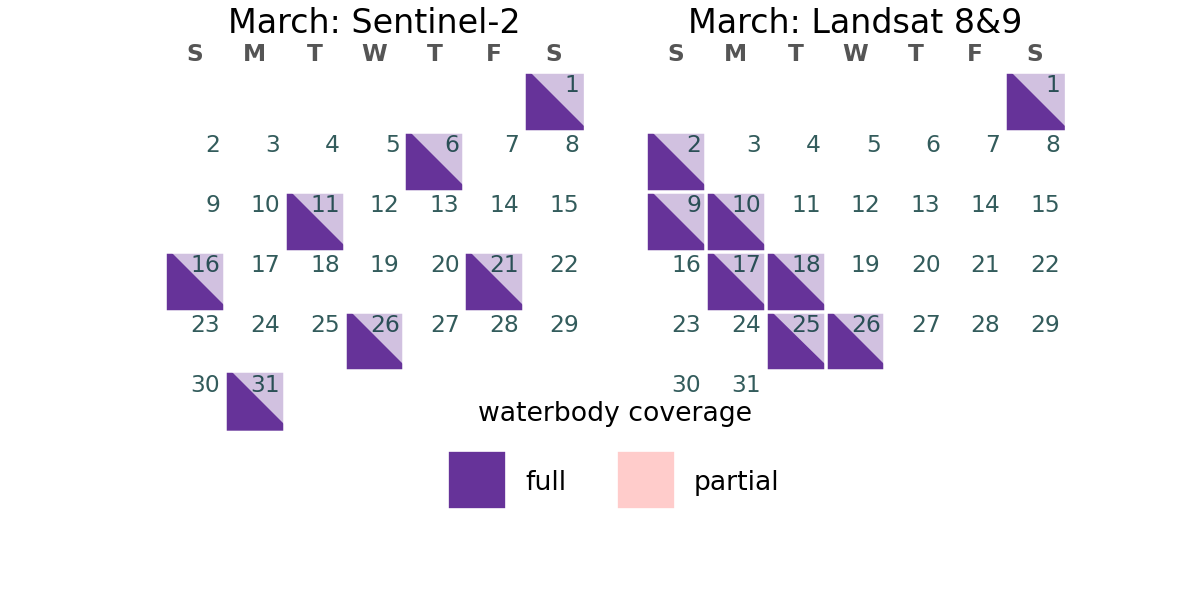 March: Sentinel-2
S M T W T F S
1
2 3 4 5 6 7 8
9 10 11 12 13 14 15
16 17 18 19 20 21 22
23 24 25 26 27 28 29
30 31
March: Landsat 8&9
S M T W T F S
1
2 3 4 5 6 7 8
9 10 11 12 13 14 15
16 17 18 19 20 21 22
23 24 25 26 27 28 29
30 31
waterbody coverage
full partial